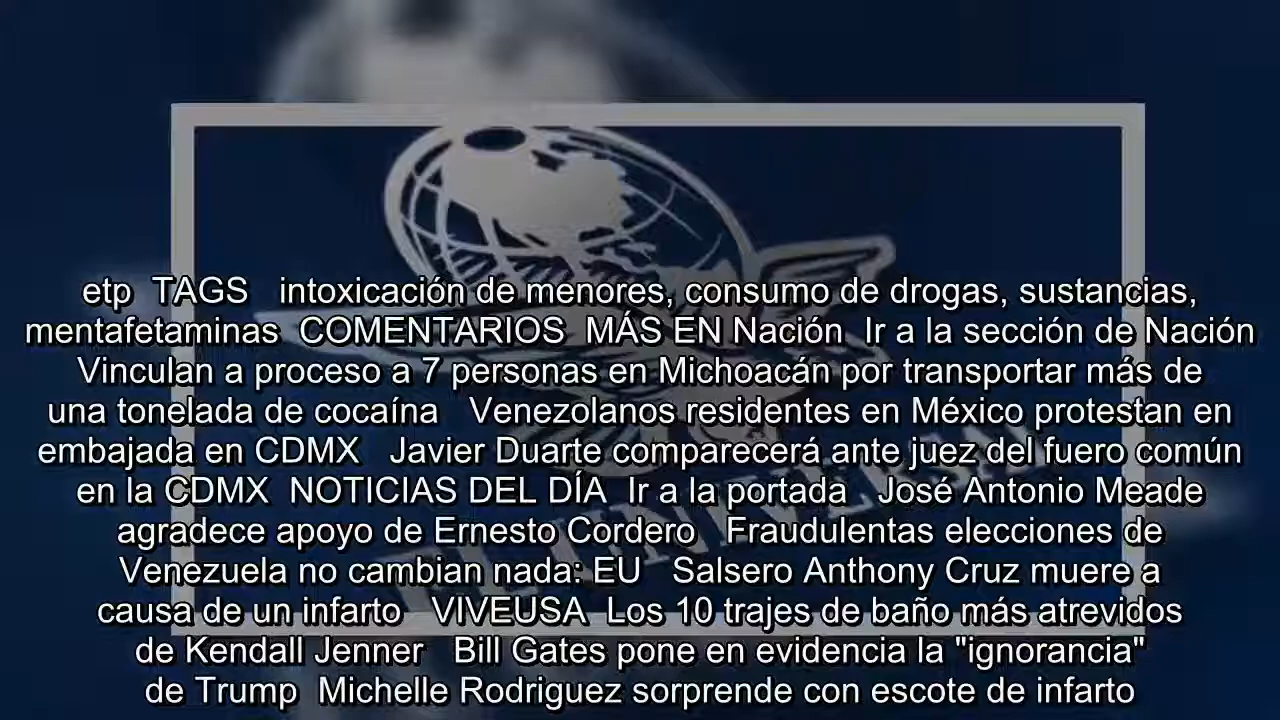 etp TAGS intoxicación de menores, consumo de drogas, sustancias,
mentafetaminas COMENTARIOS MÁS EN Nación Ir a la sección de Nación
Vinculan a proceso a 7 personas en Michoacán por transportar más de
una tonelada de cocaína Venezolanos residentes en México protestan en
embajada en CDMX Javier Duarte comparecerá ante juez del fuero común
en la CDMX NOTICIAS DEL DÍA Ir a la portada José Antonio Meade
agradece apoyo de Ernesto Cordero Fraudulentas elecciones de
Venezuela no cambian nada: EU Salsero Anthony Cruz muere a
causa de un infarto VIVEUSA Los 10 trajes de baño más atrevidos
de Kendall Jenner Bill Gates pone en evidencia la "ignorancia"
de Trump Michelle Rodriguez sorprende con escote de infarto